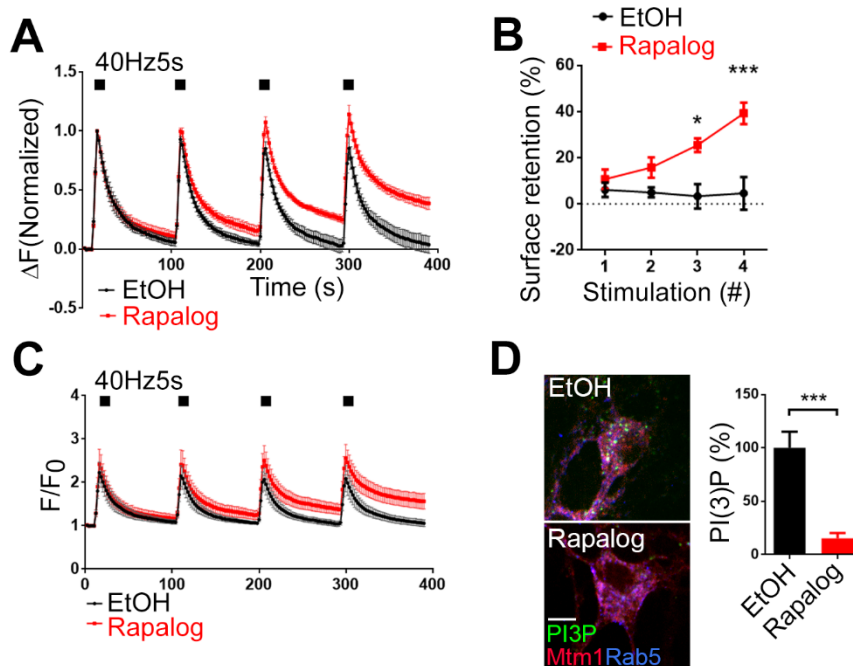 A
40Hz5s
1.5
1.0
0.5
0.0
-0.5
ΔF(Normalized)
100
200
300
400
Time (s)
EtOH
Rapalog
B
EtOH
Rapalog
Surface retention (%)
60
40
20
0
-20
*
***
1 2 3 4
Stimulation (#)
C
40Hz5s
F/F0
4
3
2
1
0
0 100 200 300 400
EtOH
Rapalog
D
EtOH
Rapalog
PI3P
Mtm1Rab5
PI(3)P (%)
150
100
50
0
***
EtOH
Rapalog